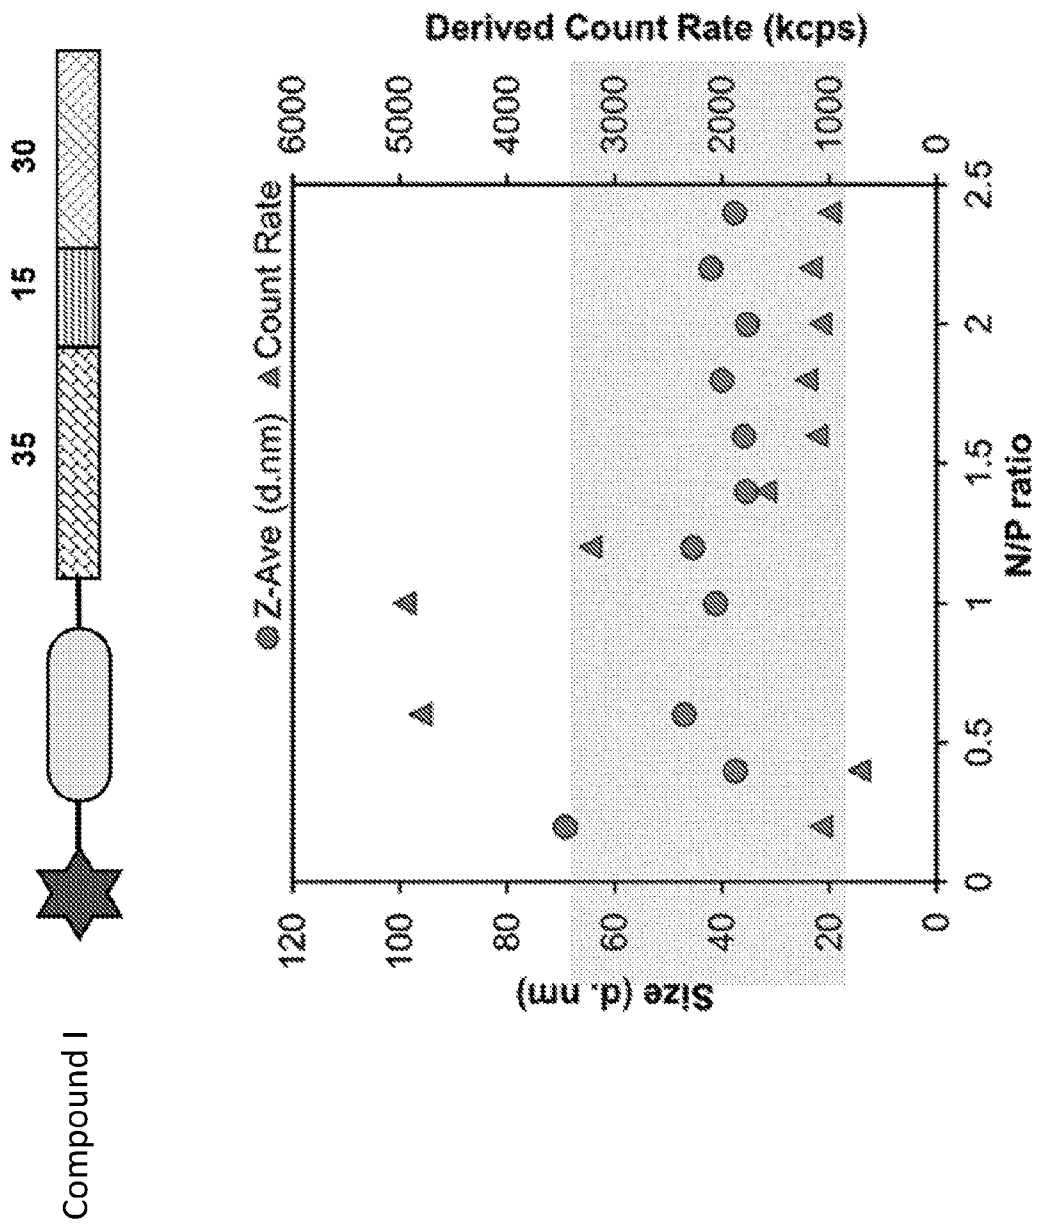 Compound I
35 15 30
Z-Ave (d.nm) Count Rate
Size (d. nm)
120
100
80
60
40
20
0
Derived Count Rate (kcps)
6000
5000
4000
3000
2000
1000
0
0 0.5 1 1.5 2 2.5
N/P ratio